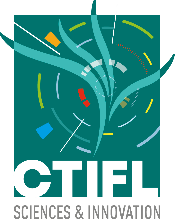 CTIFL
SCIENCES & INNOVATION